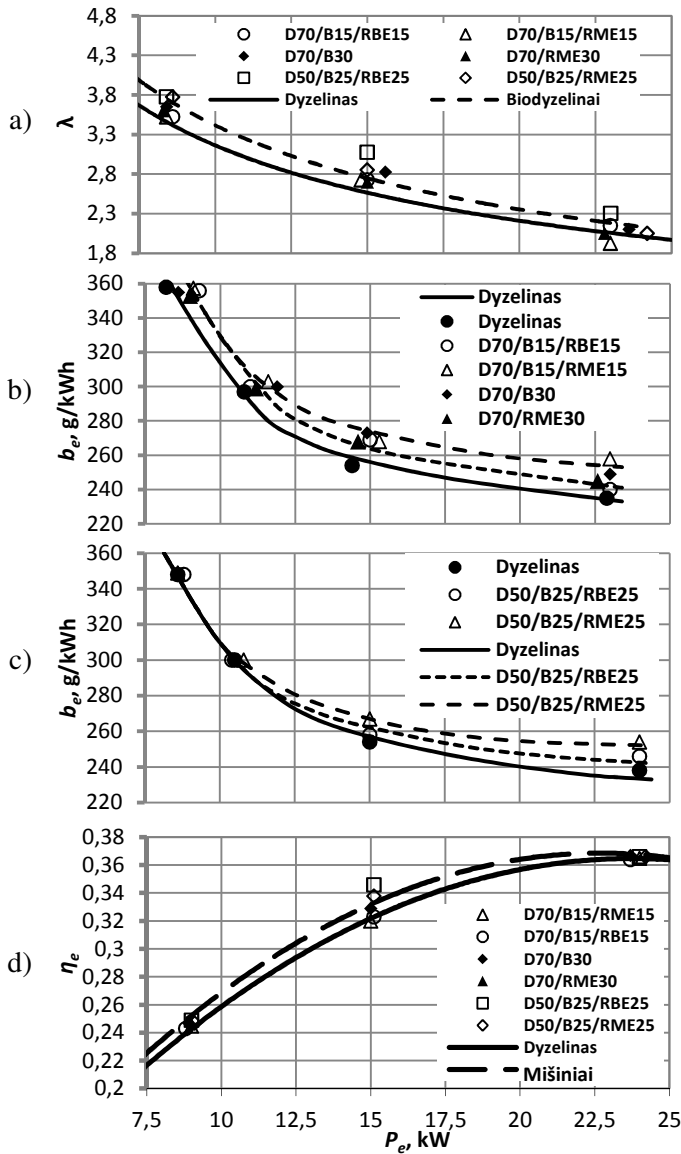 a)
λ
4,8
3,8
3,3
2,8
2,3
1,8
D70/B15/RBE15
D70/B15/RME15
D70/B30
D70/RME30
D50/B25/RBE25
D50/B25/RME25
Dyzelinas
Biodyzelinai
b)
bₑ, g/kWh
360
340
320
300
280
260
240
220
Dyzelinas
Dyzelinas
D70/B15/RBE15
D70/B15/RME15
D70/B30
D70/RME30
c)
bₑ, g/kWh
360
340
320
300
280
260
240
220
Dyzelinas
D50/B25/RBE25
D50/B25/RME25
Dyzelinas
D50/B25/RBE25
D50/B25/RME25
d)
ηₑ
0,38
0,36
0,34
0,32
0,3
0,28
0,26
0,24
0,22
0,2
D70/B15/RME15
D70/B15/RBE15
D70/B30
D70/RME30
D50/B25/RBE25
D50/B25/RME25
Dyzelinas
Mišiniai
7,5
10
12,5
15
17,5
20
22,5
25
Pₑ, kW